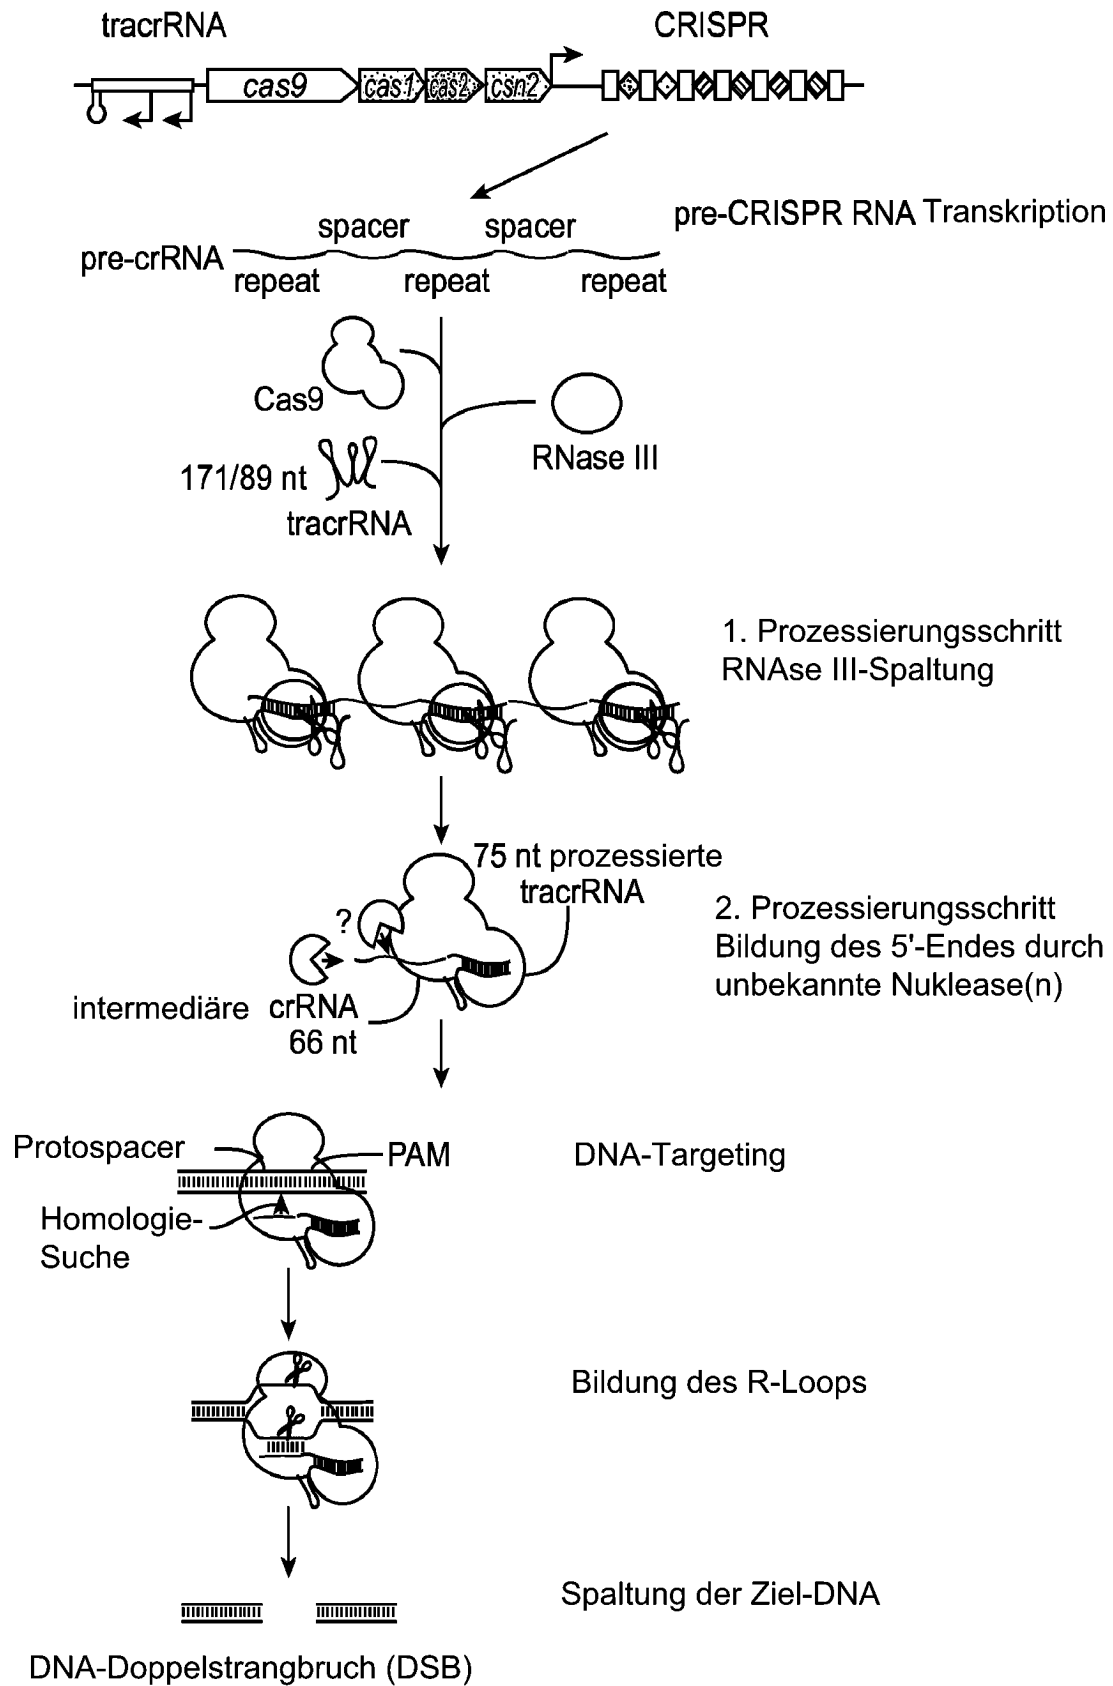 tracrRNA
CRISPR
cas9
cas1
cas2
csn2
pre-CRISPR RNA Transkription
spacer
spacer
pre-crRNA
repeat
repeat
repeat
Cas9
RNase III
171/89 nt
tracrRNA
1. Prozessierungsschritt
RNAse III-Spaltung
75 nt prozessierte
tracrRNA
?
2. Prozessierungsschritt
Bildung des 5'-Endes durch
unbekannte Nuklease(n)
intermediäre crRNA
66 nt
Protospacer
PAM
DNA-Targeting
Homologie-
Suche
Bildung des R-Loops
Spaltung der Ziel-DNA
DNA-Doppelstrangbruch (DSB)